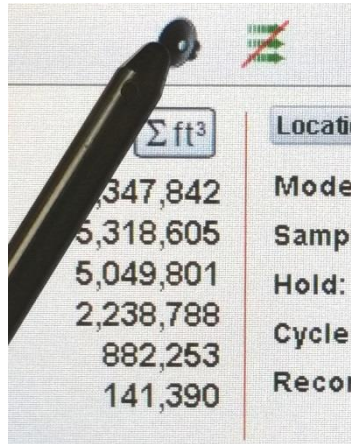 Σ ft³
Locati
,347,842
Mode
5,318,605
Samp
5,049,801
Hold:
2,238,788
Cycle
882,253
Recor
141,390